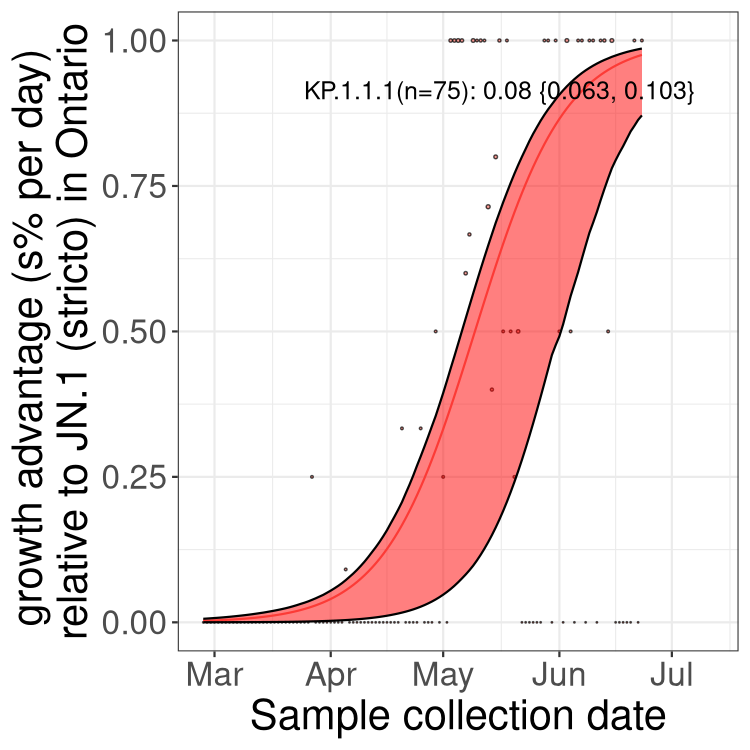 growth advantage (s% per day)
relative to JN.1 (stricto) in Ontario
1.00
0.75
0.50
0.25
0.00
KP.1.1.1(n=75): 0.08 {0.063, 0.103}
Mar Apr May Jun Jul
Sample collection date